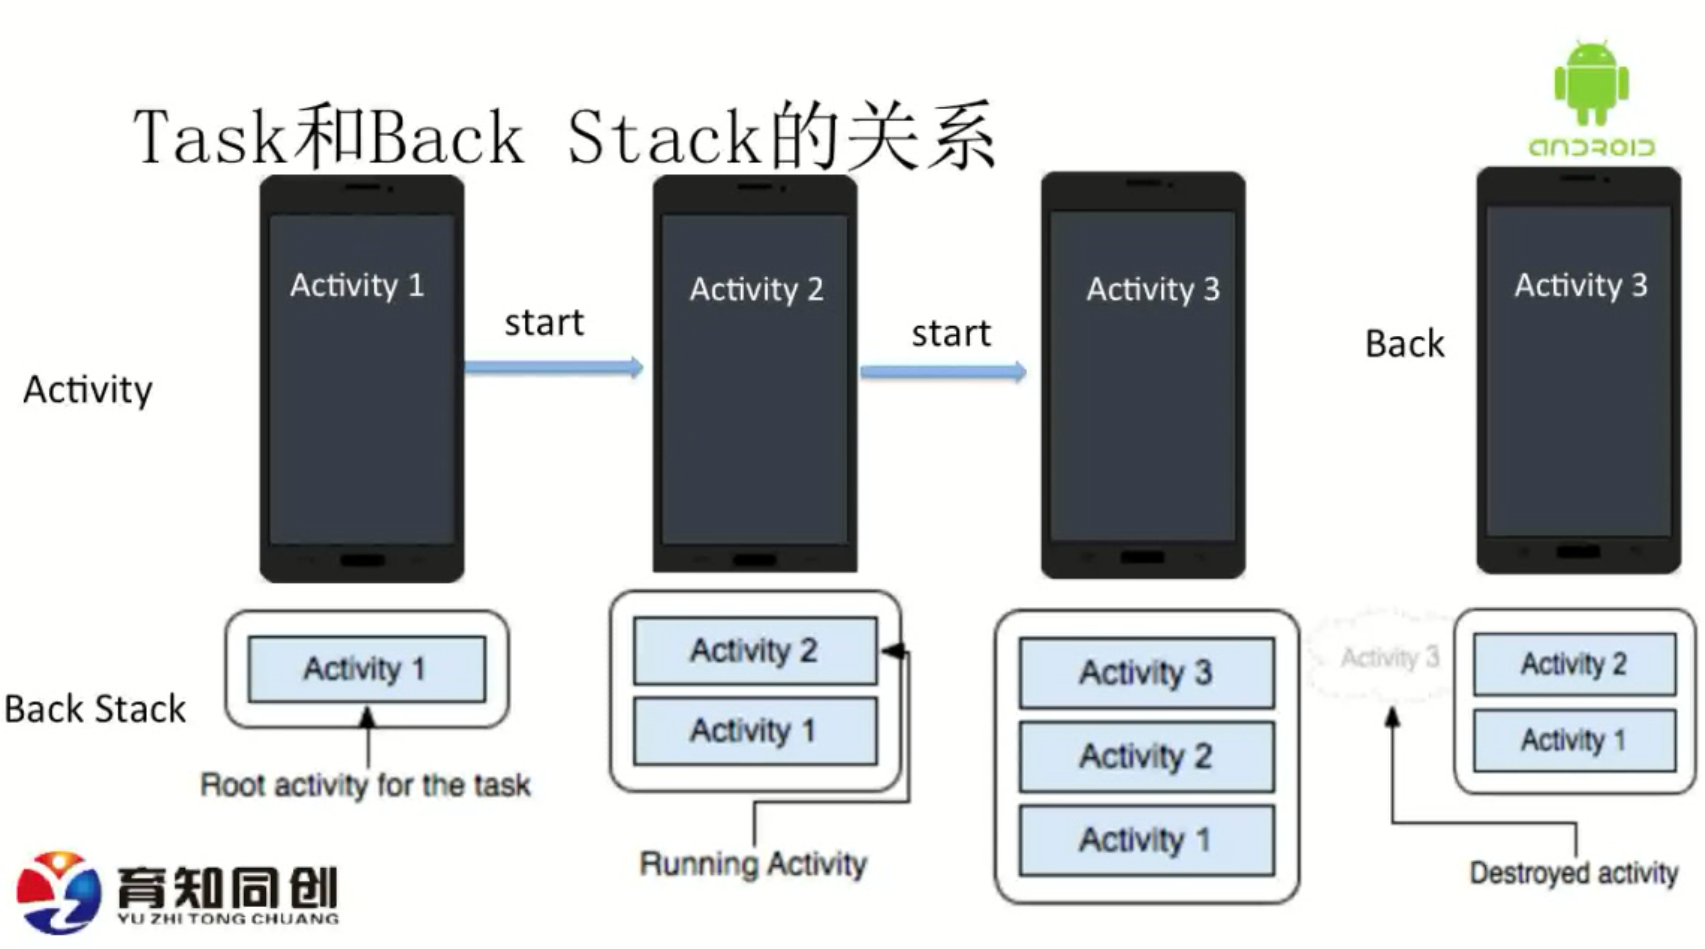 ANDROID
Task和Back Stack的关系
Activity 1
Activity 2
Activity 3
Activity 3
start
start
Back
Activity
Activity 1
Activity 2
Activity 1
Activity 3
Activity 2
Activity 1
Activity 3
Activity 2
Activity 1
Back Stack
Root activity for the task
Running Activity
Destroyed activity
育知同创
YU ZHI TONG CHUANG